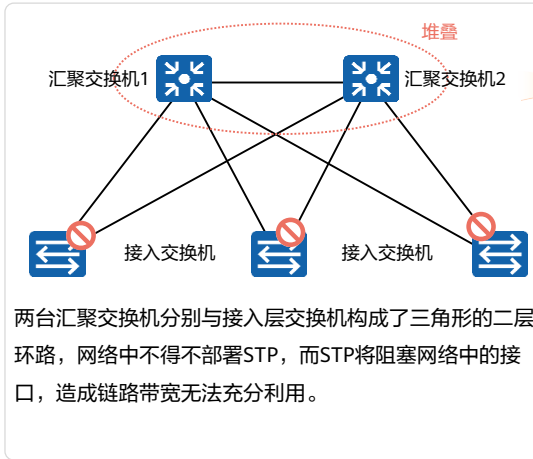 堆叠
汇聚交换机1
汇聚交换机2
接入交换机
接入交换机
两台汇聚交换机分别与接入层交换机构成了三角形的二层
环路，网络中不得不部署STP，而STP将阻塞网络中的接
口，造成链路带宽无法充分利用。